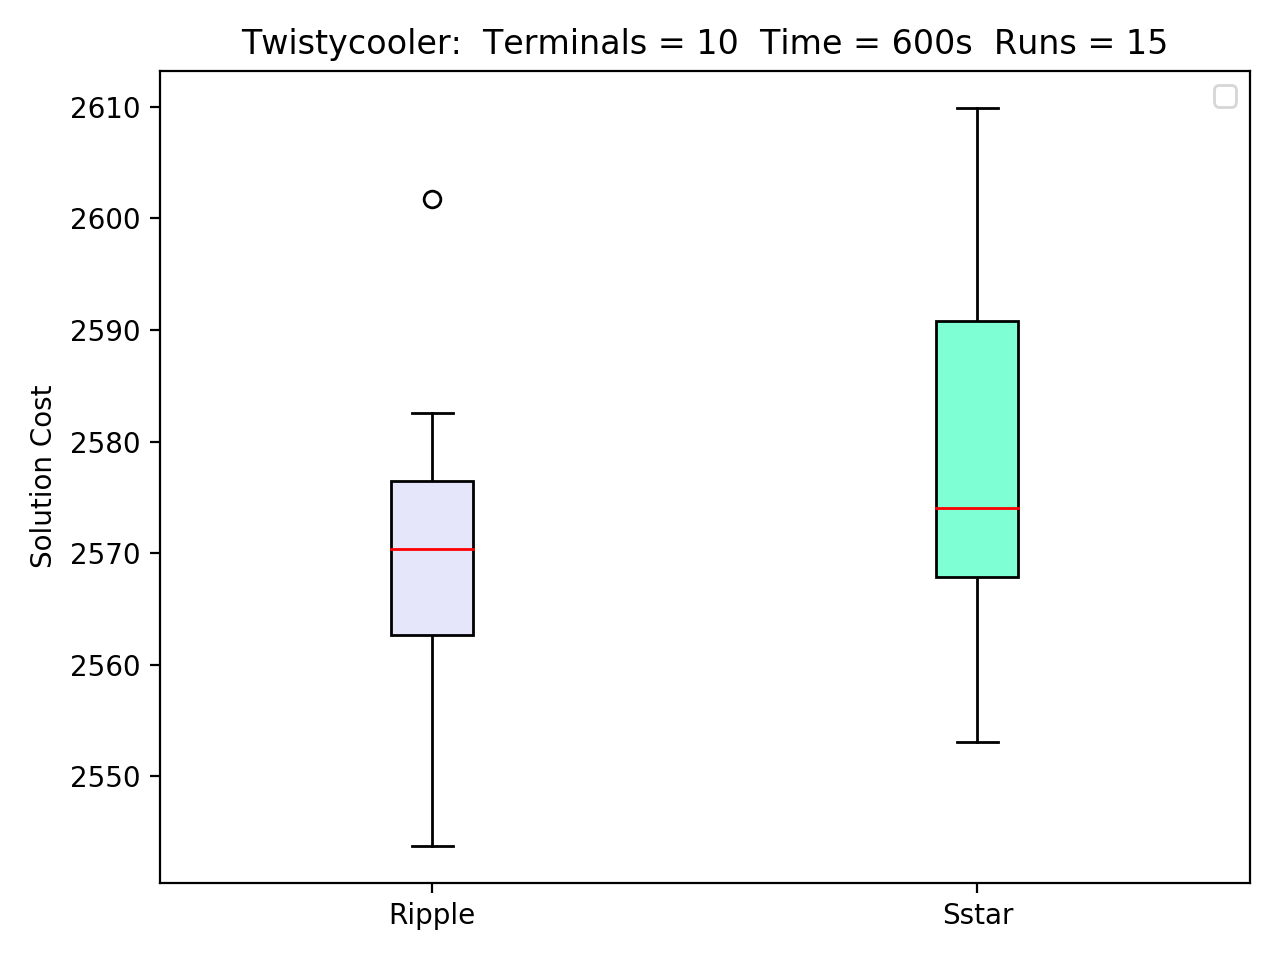 Twistycooler:  Terminals = 10  Time = 600s  Runs = 15
2610
2600
2590
2580
2570
2560
2550
Solution Cost
Ripple
Sstar